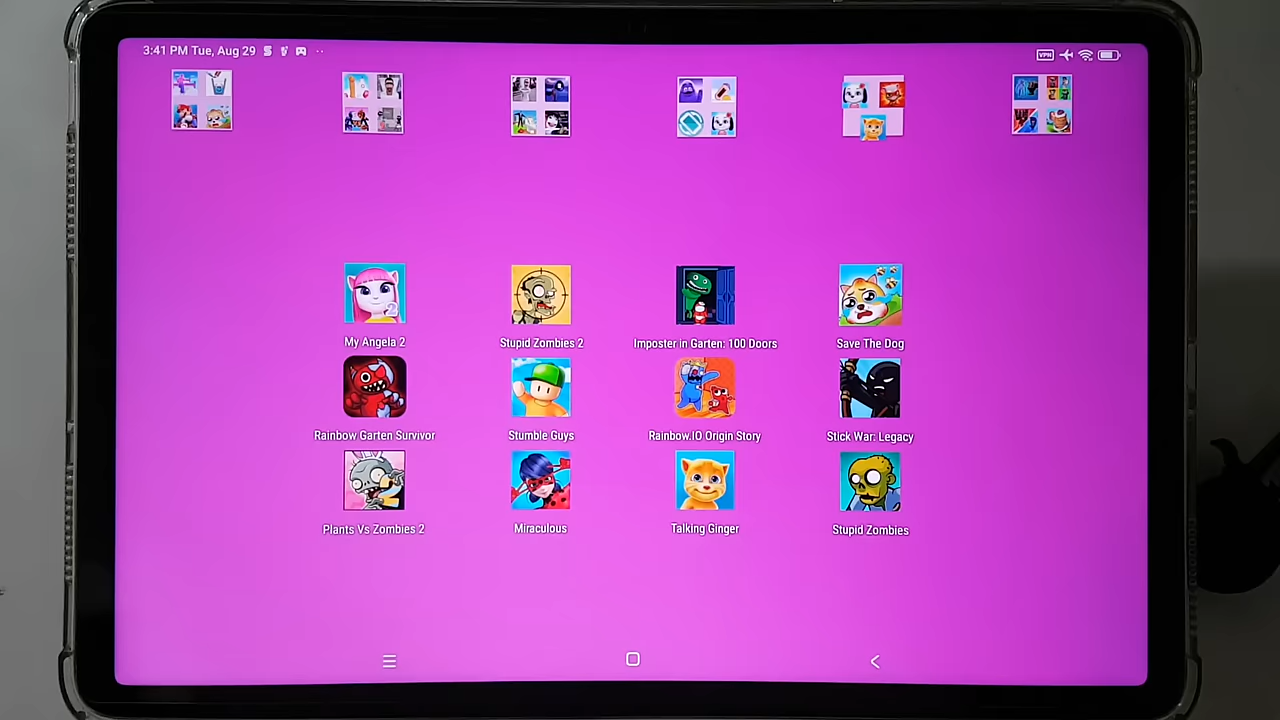 3:41 PM Tue, Aug 29
VPN
My Angela 2
Stupid Zombies 2
Imposter in Garten: 100 Doors
Save The Dog
Rainbow Garten Survivor
Stumble Guys
Rainbow.IO Origin Story
Stick War: Legacy
Plants Vs Zombies 2
Miraculous
Talking Ginger
Stupid Zombies